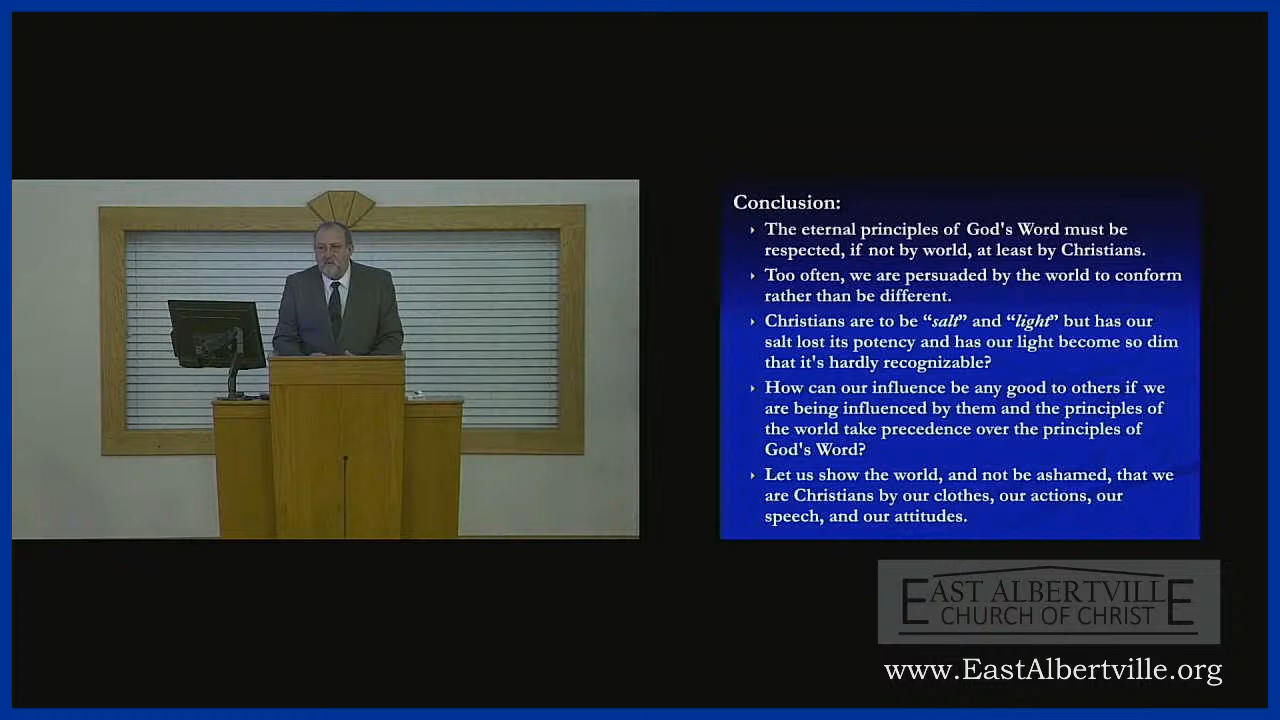 Conclusion:
The eternal principles of God's Word must be
respected, if not by world, at least by Christians.
Too often, we are persuaded by the world to conform
rather than be different.
Christians are to be “salt” and “light” but has our
salt lost its potency and has our light become so dim
that it's hardly recognizable?
How can our influence be any good to others if we
are being influenced by them and the principles of
the world take precedence over the principles of
God's Word?
Let us show the world, and not be ashamed, that we
are Christians by our clothes, our actions, our
speech, and our attitudes.
EAST ALBERTVILLE
CHURCH OF CHRIST
www.EastAlbertville.org